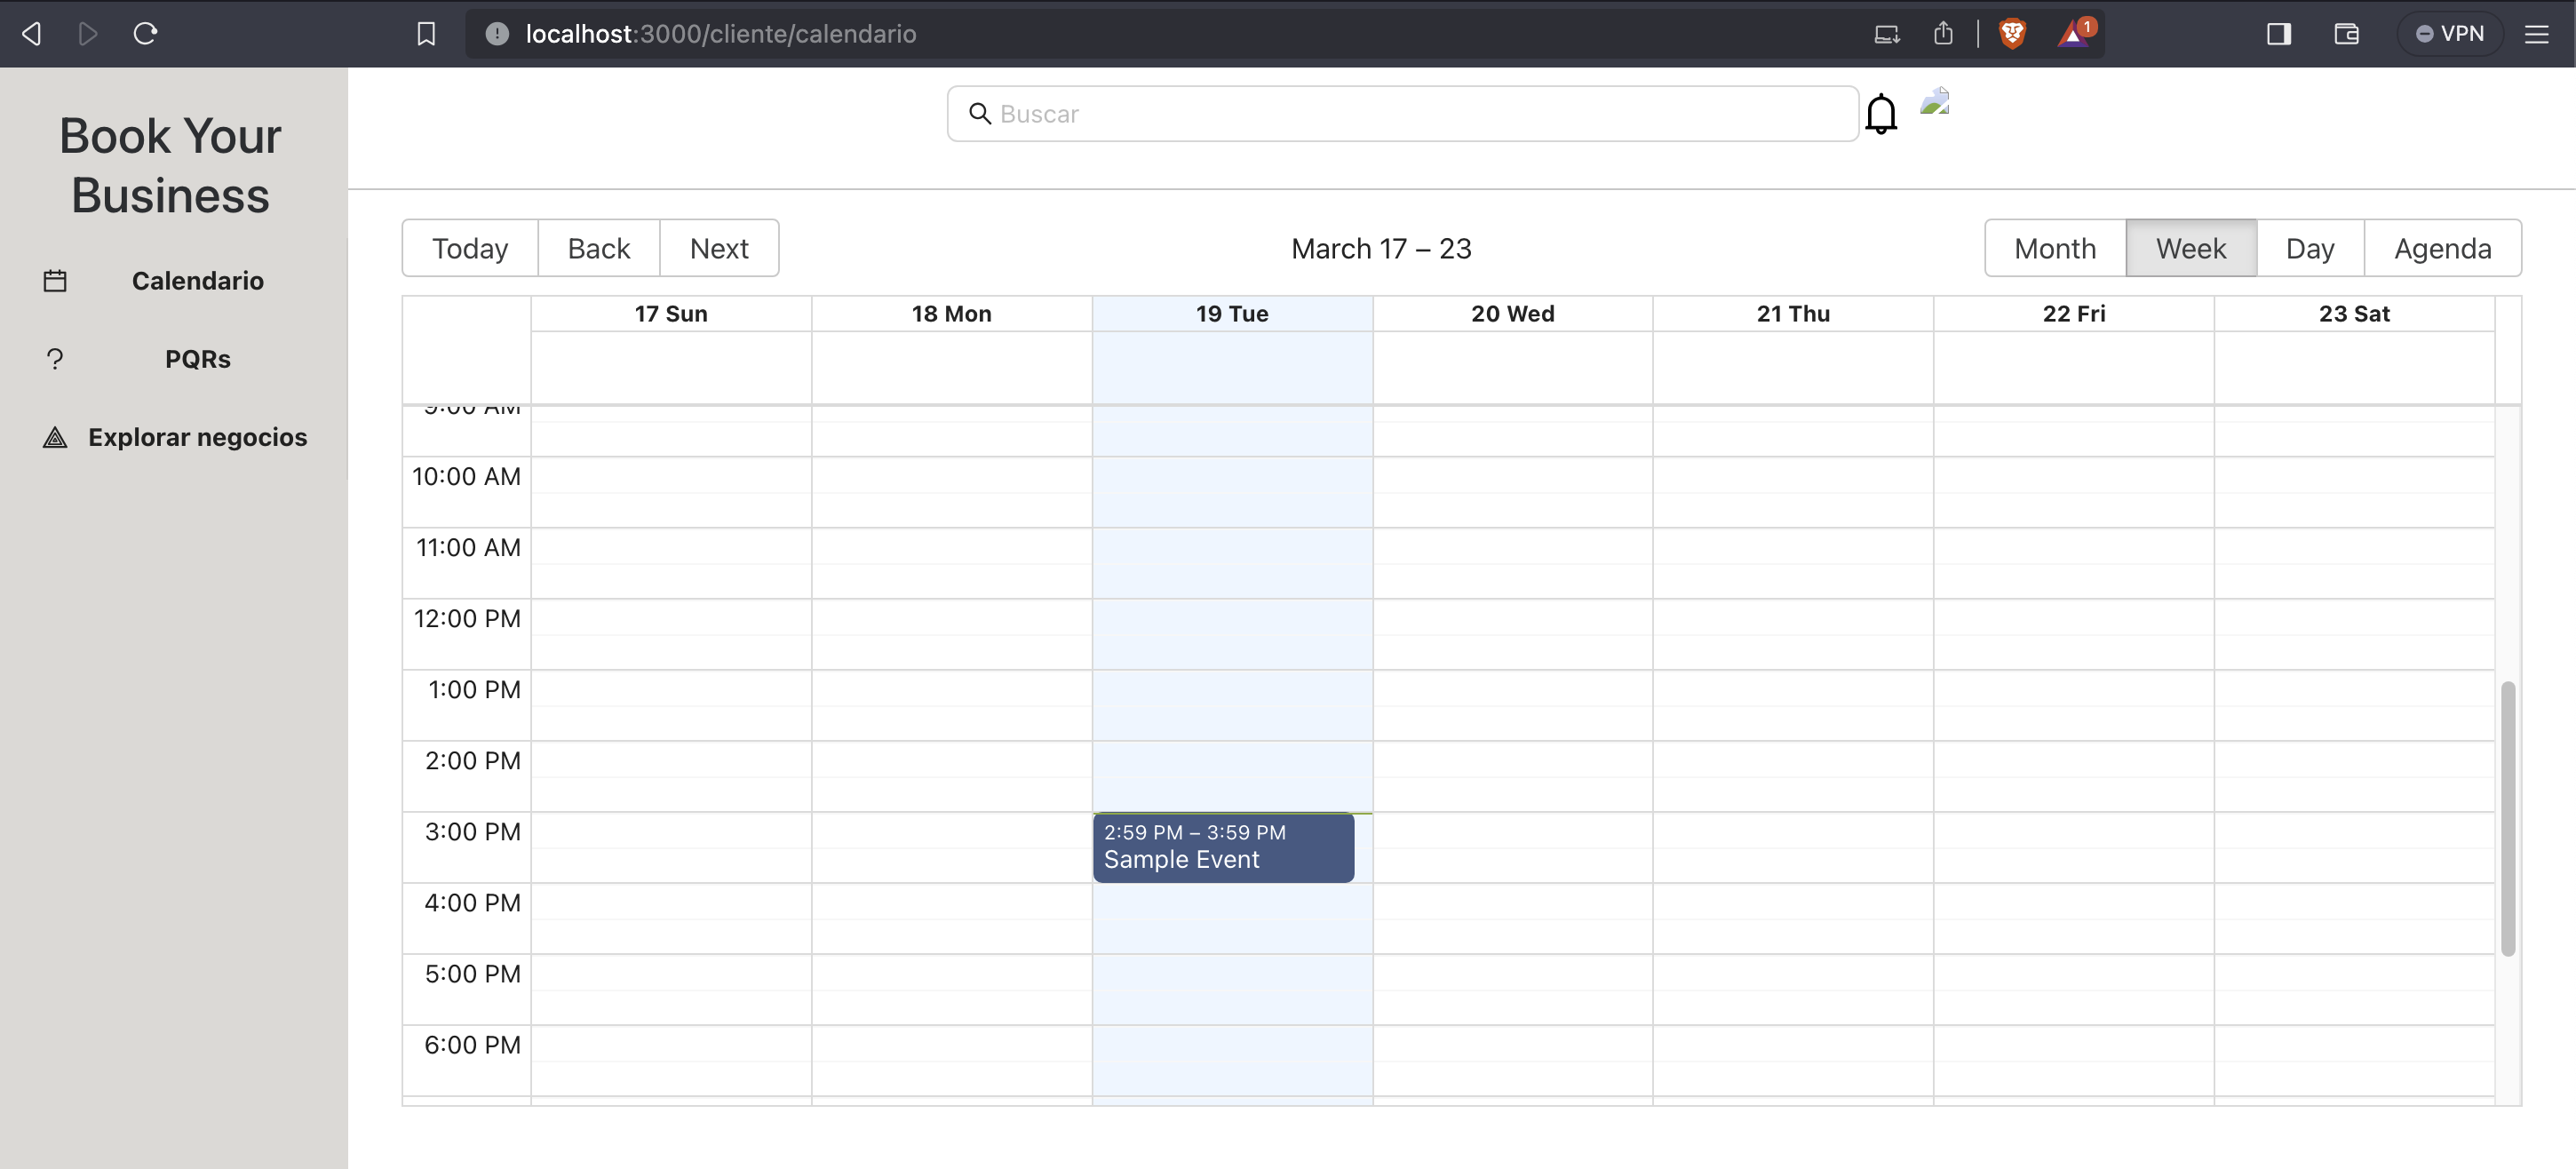 localhost:3000/cliente/calendario
1
VPN
Book Your
Business
Calendario
?
PQRs
Explorar negocios
Buscar
Today Back Next
March 17 – 23
Month Week Day Agenda
17 Sun 18 Mon 19 Tue 20 Wed 21 Thu 22 Fri 23 Sat
9:00 AM
10:00 AM
11:00 AM
12:00 PM
1:00 PM
2:00 PM
3:00 PM
2:59 PM – 3:59 PM
Sample Event
4:00 PM
5:00 PM
6:00 PM